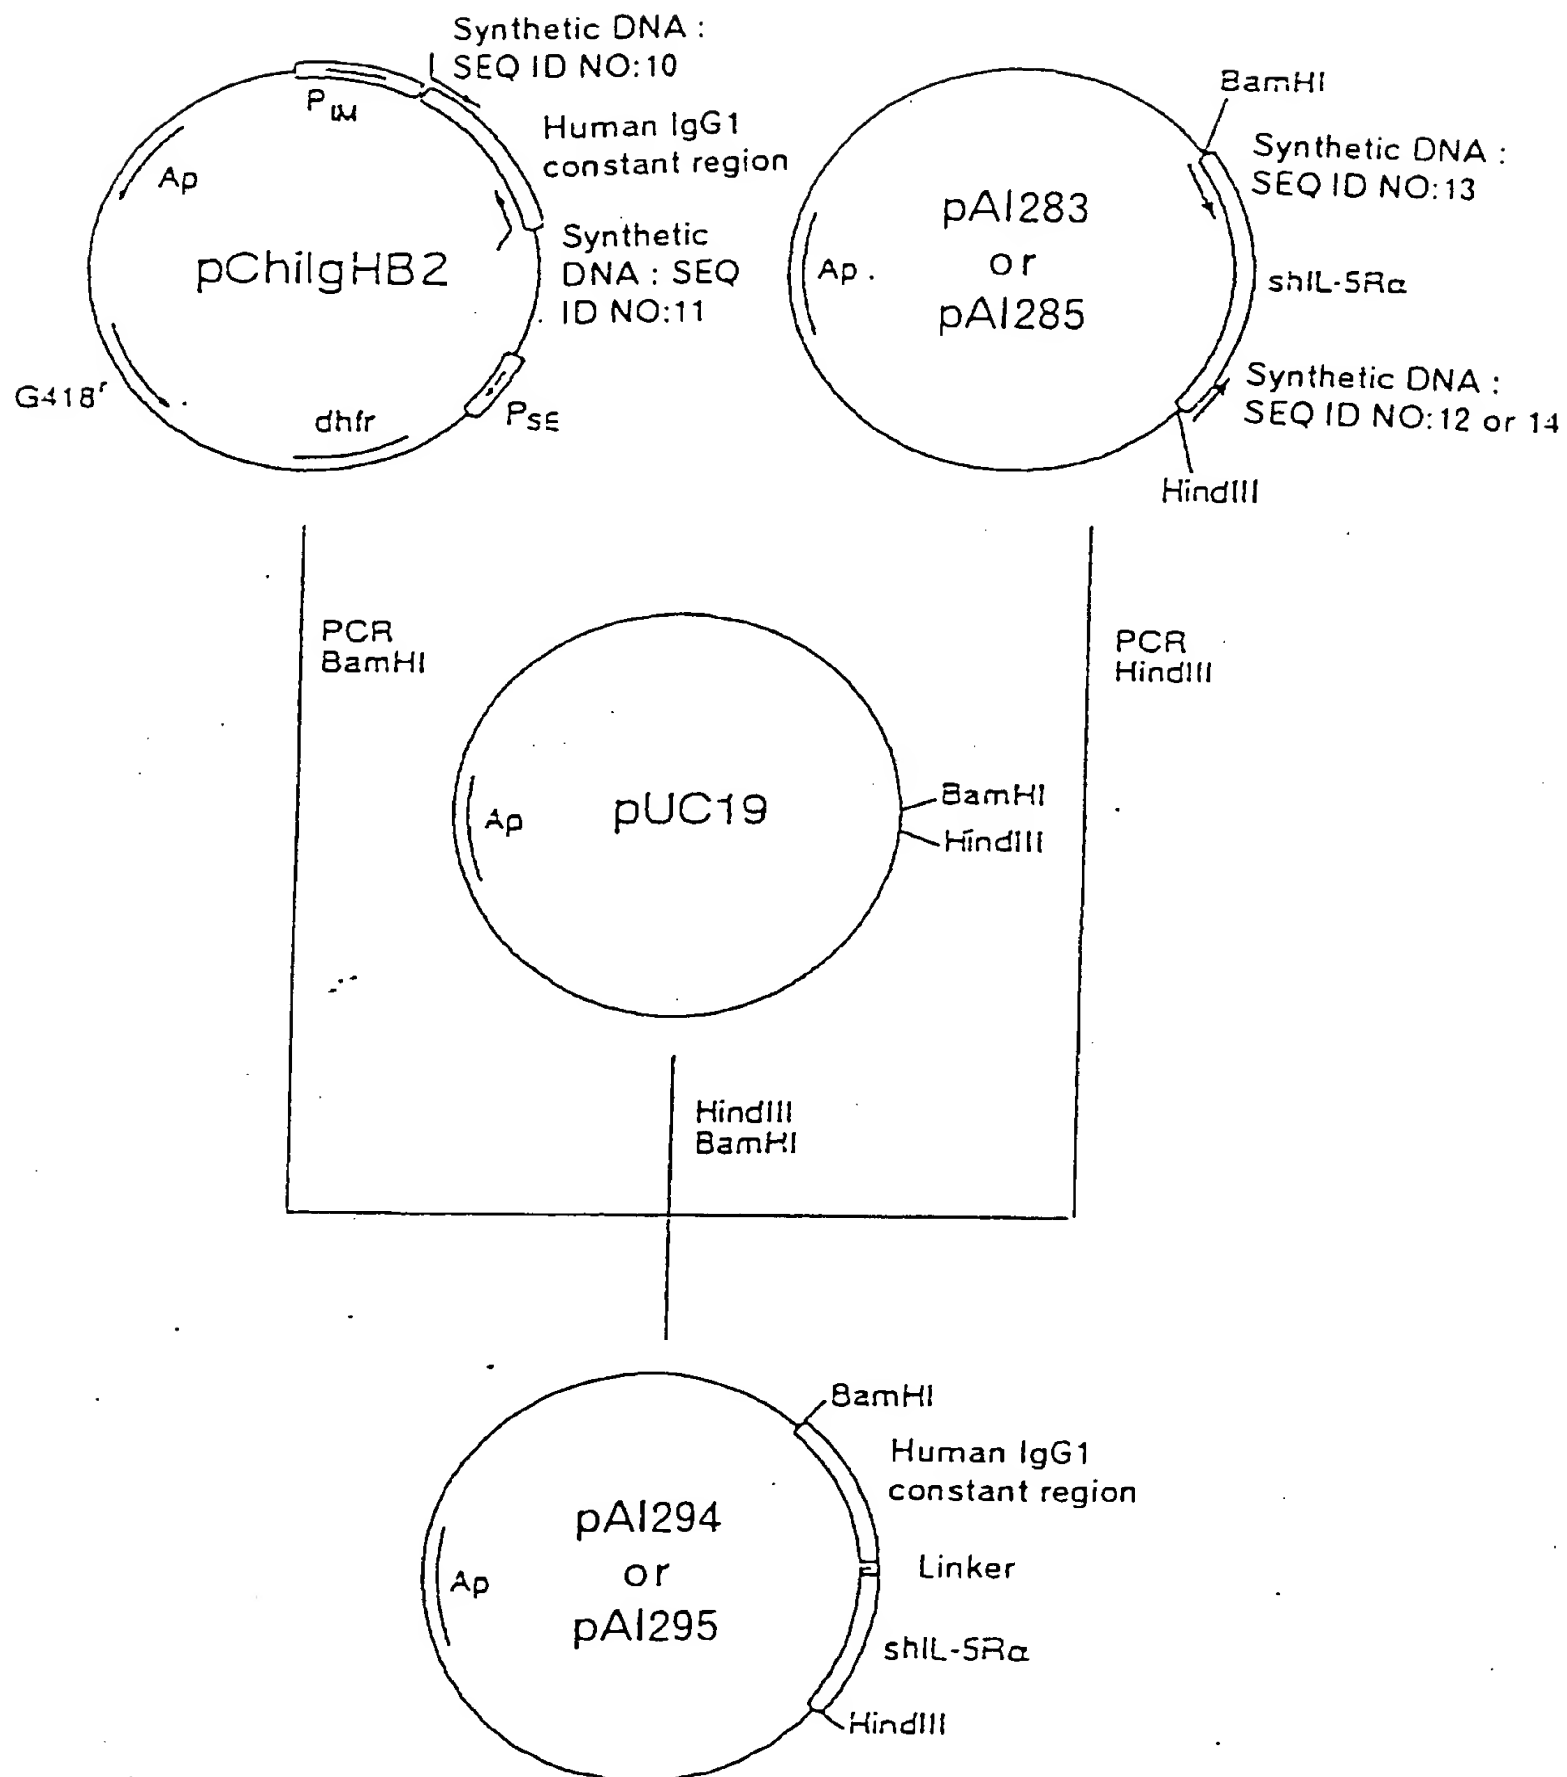 Synthetic DNA :
SEQ ID NO:10
PIM
Human IgG1
constant region
Ap
pChiIgHB2
Synthetic
DNA : SEQ
ID NO:11
G418r
dhfr
PSE
BamHI
Synthetic DNA :
SEQ ID NO:13
pAI283
or
pAI285
Ap
shIL-5Rα
Synthetic DNA :
SEQ ID NO:12 or 14
HindIII
PCR
BamHI
PCR
HindIII
pUC19
Ap
BamHI
HindIII
HindIII
BamHI
BamHI
Human IgG1
constant region
pAI294
or
pAI295
Ap
Linker
shIL-5Rα
HindIII